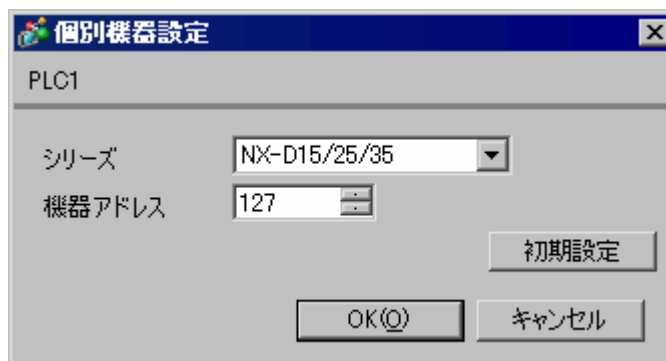 個別機器設定
PLC1
シリーズ NX-D15/25/35
機器アドレス 127
初期設定
OK(O) キャンセル